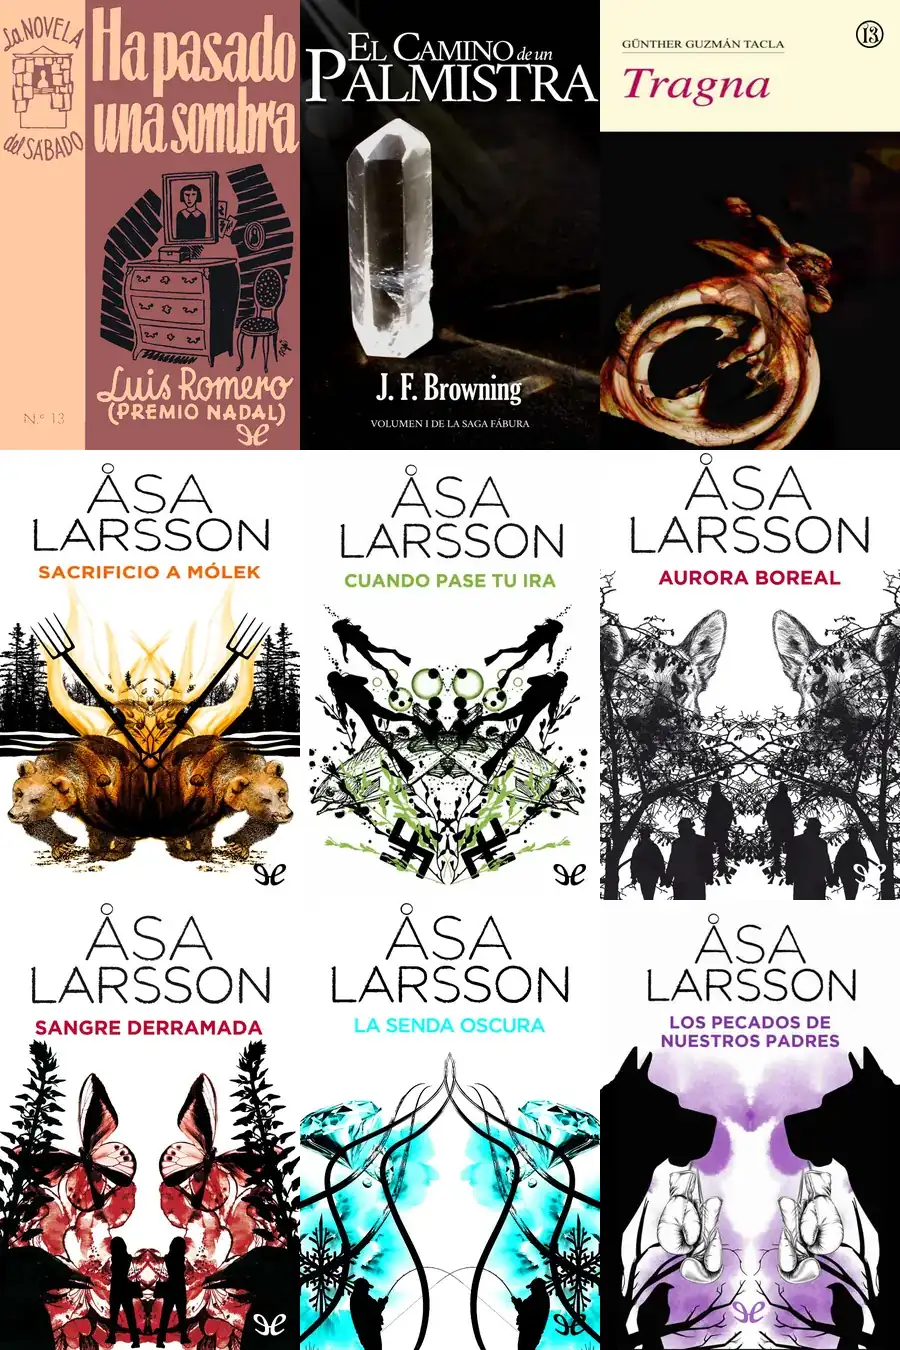 La NOVELA
del SÁBADO
N.º 13
Ha pasado
una sombra
Luis Romero
(PREMIO NADAL)
EL CAMINO de un
PALMISTRA
J. F. Browning
VOLUMEN I DE LA SAGA FÁBURA
13
GÜNTHER GUZMÁN TACLA
Tragna
ÅSA
LARSSON
SACRIFICIO A MÓLEK
ÅSA
LARSSON
CUANDO PASE TU IRA
ÅSA
LARSSON
AURORA BOREAL
ÅSA
LARSSON
SANGRE DERRAMADA
ÅSA
LARSSON
LA SENDA OSCURA
ÅSA
LARSSON
LOS PECADOS DE
NUESTROS PADRES